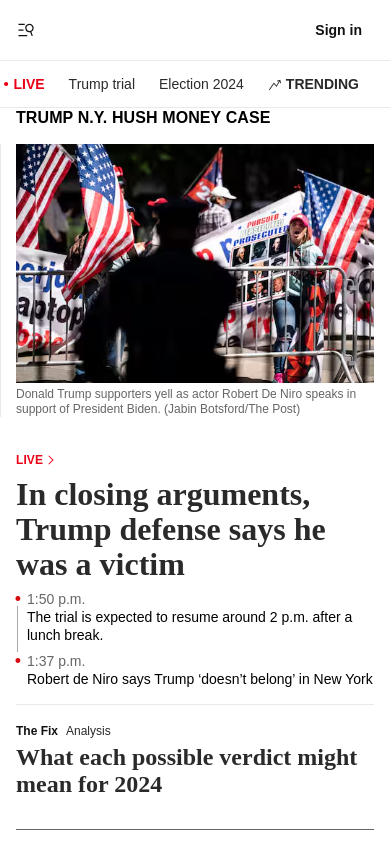 Sign in
LIVE Trump trial Election 2024 TRENDING
TRUMP N.Y. HUSH MONEY CASE
PURSUED
PERSECUTED
PROSECUTED
Donald Trump supporters yell as actor Robert De Niro speaks in
support of President Biden. (Jabin Botsford/The Post)
LIVE
In closing arguments,
Trump defense says he
was a victim
1:50 p.m.
The trial is expected to resume around 2 p.m. after a
lunch break.
1:37 p.m.
Robert de Niro says Trump ‘doesn’t belong’ in New York
The Fix Analysis
What each possible verdict might
mean for 2024